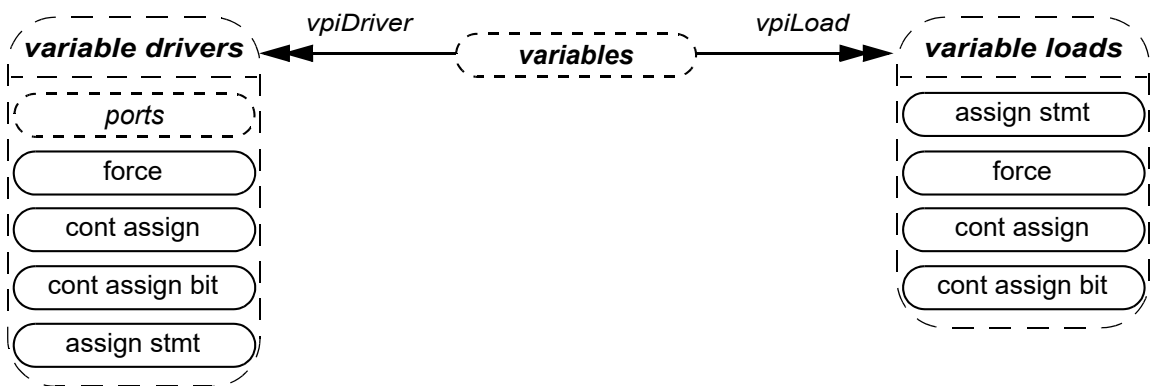 vpiDriver
vpiLoad
variable drivers
variables
variable loads
ports
force
cont assign
cont assign bit
assign stmt
assign stmt
force
cont assign
cont assign bit